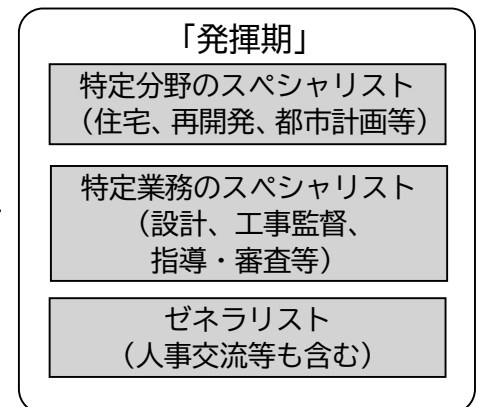 「発揮期」
特定分野のスペシャリスト
（住宅、再開発、都市計画等）
特定業務のスペシャリスト
（設計、工事監督、
指導・審査等）
ゼネラリスト
（人事交流等も含む）